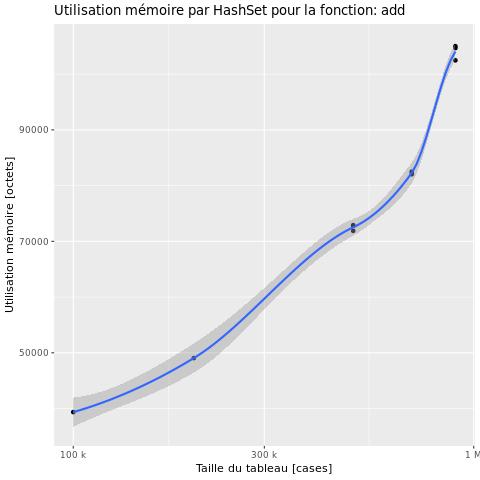 Utilisation mémoire par HashSet pour la fonction: add
Utilisation mémoire [octets]
90000
70000
50000
100 k
300 k
1 M
Taille du tableau [cases]